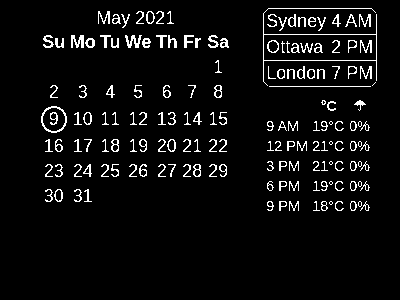 May 2021
Su Mo Tu We Th Fr Sa
1
2 3 4 5 6 7 8
9 10 11 12 13 14 15
16 17 18 19 20 21 22
23 24 25 26 27 28 29
30 31
Sydney 4 AM
Ottawa 2 PM
London 7 PM
°C ☂
9 AM 19°C 0%
12 PM 21°C 0%
3 PM 21°C 0%
6 PM 19°C 0%
9 PM 18°C 0%